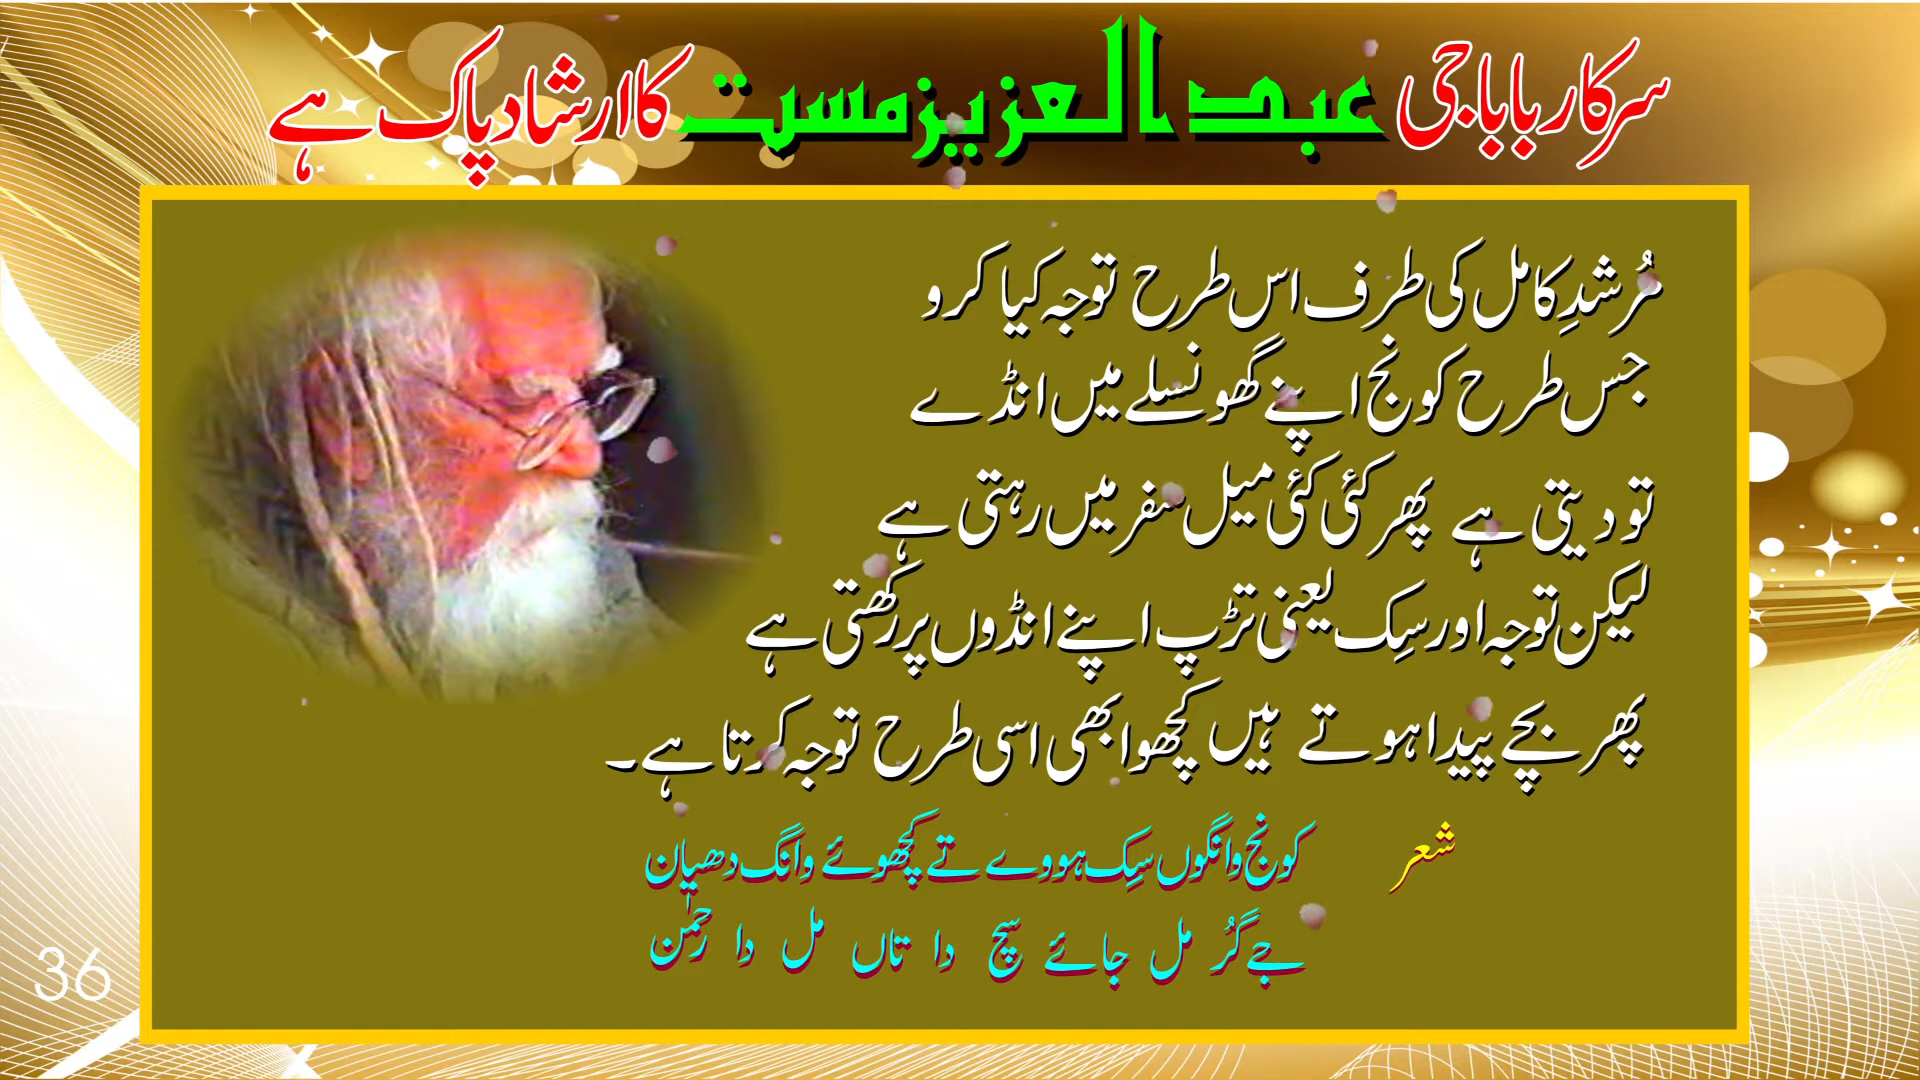 سرکار بابا جی عبدالعزیز مست کا ارشاد پاک ہے
مُرشدِ کامل کی طرف اس طرح توجہ کیا کرو
جس طرح کونج اپنے گھونسلے میں انڈے
تو دیتی ہے پھر کئی کئی میل سفر میں رہتی ہے
لیکن توجہ اور سِک یعنی تڑپ اپنے انڈوں پر رکھتی ہے
پھر بچے پیدا ہوتے ہیں کچھوا بھی اسی طرح توجہ کرتا ہے۔
شعر
کونج وانگوں سِک ہووے تے کچھوئے وانگ دھیان
جے گُر مل جائے سچ دا تاں مل دا رحمٰن
36